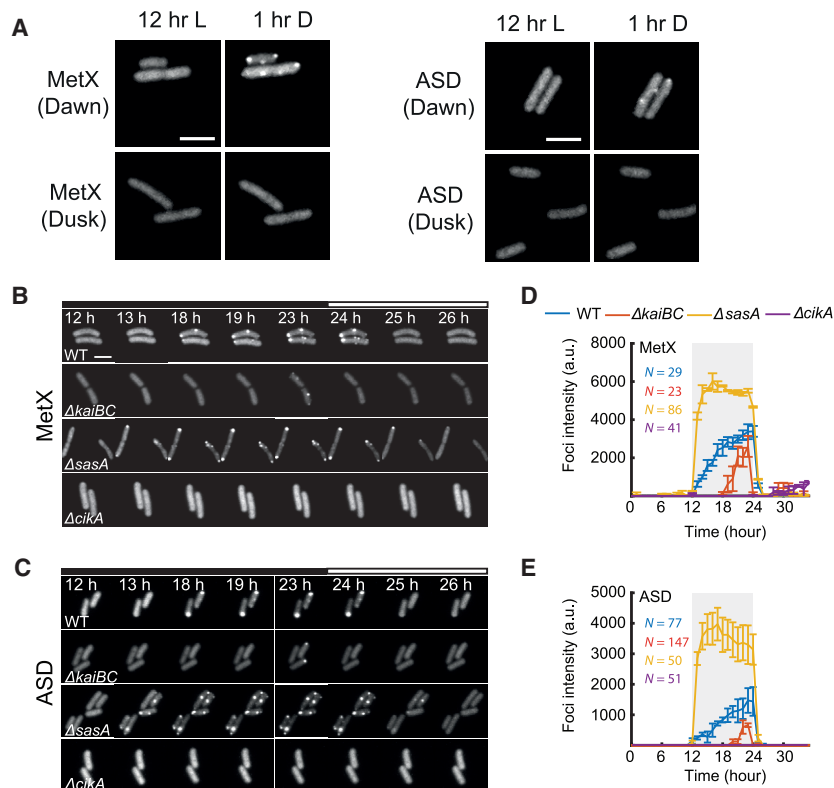 A
12 hr L
1 hr D
12 hr L
1 hr D
MetX
(Dawn)
ASD
(Dawn)
MetX
(Dusk)
ASD
(Dusk)
B
MetX
12 h 13 h 18 h 19 h 23 h 24 h 25 h 26 h
WT
ΔkaiBC
ΔsasA
ΔcikA
C
ASD
12 h 13 h 18 h 19 h 23 h 24 h 25 h 26 h
WT
ΔkaiBC
ΔsasA
ΔcikA
D
WT ΔkaiBC ΔsasA ΔcikA
Foci intensity (a.u.)
8000
6000
4000
2000
MetX
N = 29
N = 23
N = 86
N = 41
0 6 12 18 24 30
Time (hour)
E
Foci intensity (a.u.)
5000
4000
3000
2000
1000
ASD
N = 77
N = 147
N = 50
N = 51
0 6 12 18 24 30
Time (hour)